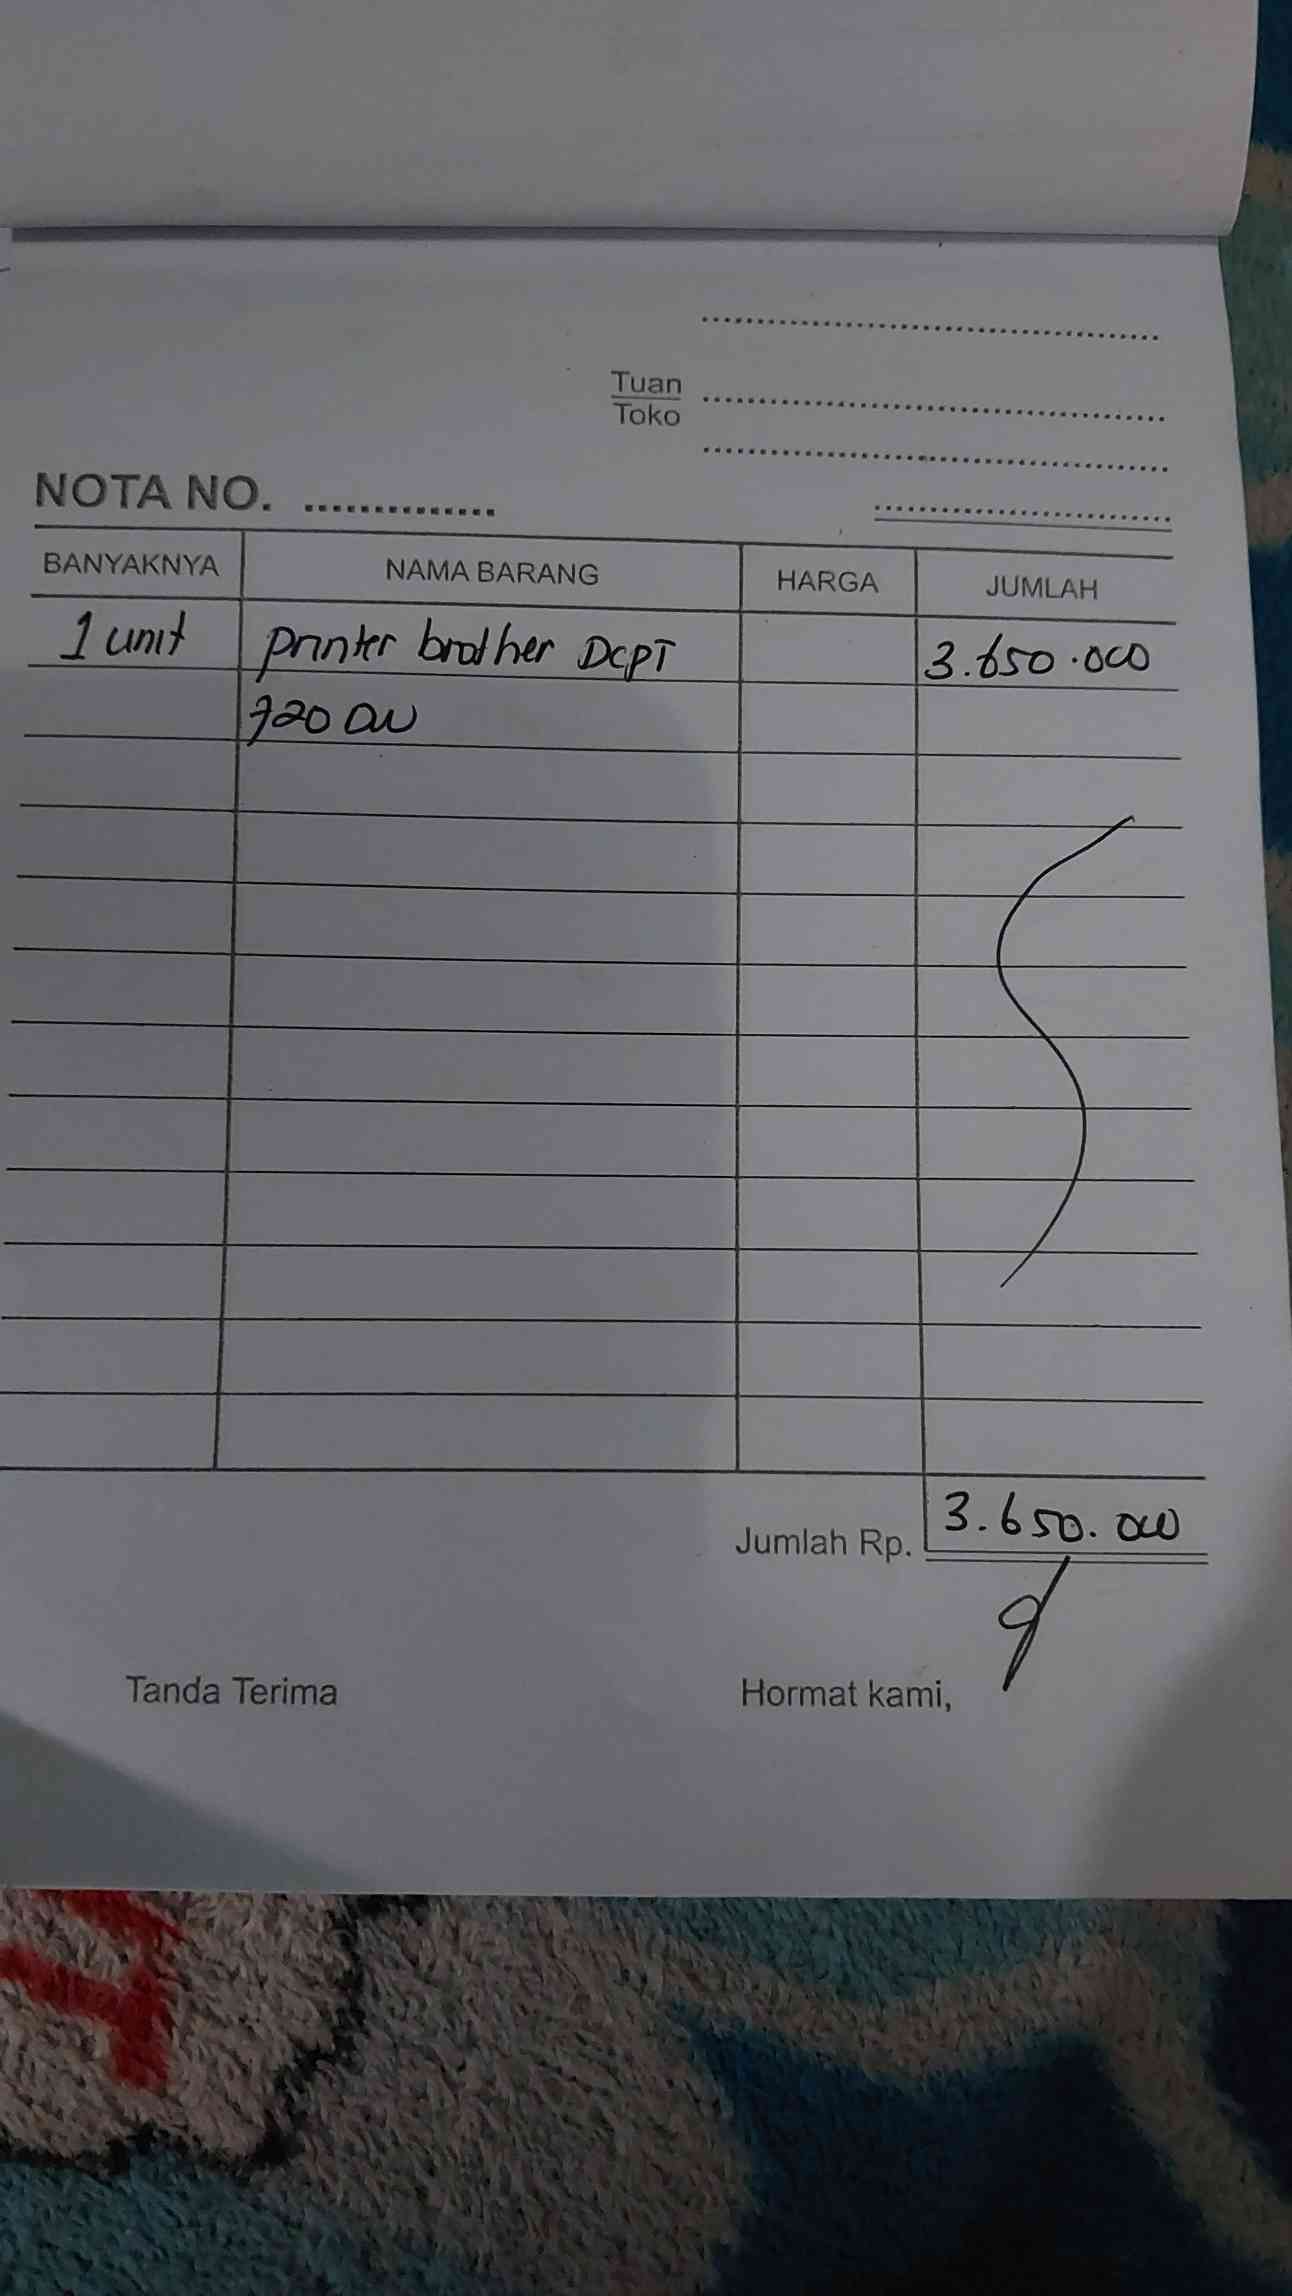 Tuan
Toko
NOTA NO.
BANYAKNYA NAMA BARANG HARGA JUMLAH
1 unit printer brother DCPT 3.650.000
720 DW
Jumlah Rp. 3.650.000
Tanda Terima Hormat kami,